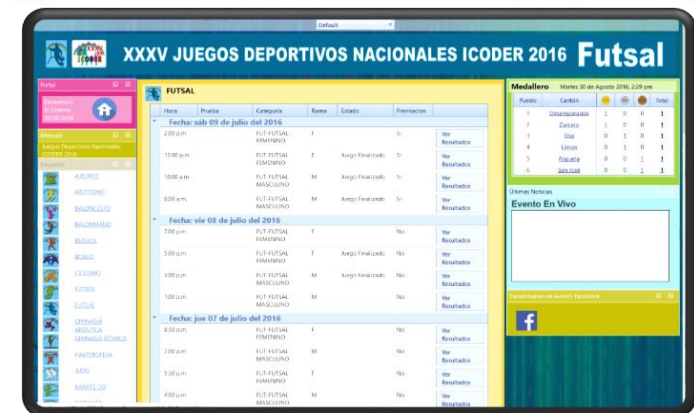 Default
XXXV JUEGOS DEPORTIVOS NACIONALES ICODER 2016 Futsal
Portal
Bienvenido
Al Sistema
30/08/2016
Mensaje
Juegos Deportivos Nacionales
ICODER 2016
Deportes
AJEDREZ
ATLETISMO
BALONCESTO
BALONMANO
BEISBOL
BOXEO
CICLISMO
FUTBOL
FUTSAL
GIMNASIA
ARTISTICA
GIMNASIA RITMICA
HALTEROFILIA
JUDO
KARATE DO
FUTSAL
Hora Prueba Categoría Rama Estado Premiacion
Fecha: sáb 09 de julio del 2016
2:00 p.m FUT-FUTSAL FEMENINO F Si Ver Resultados
12:00 p.m FUT-FUTSAL FEMENINO F Juego Finalizado Si Ver Resultados
10:00 a.m FUT-FUTSAL MASCULINO M Juego Finalizado Si Ver Resultados
8:00 a.m FUT-FUTSAL MASCULINO M Juego Finalizado Si Ver Resultados
Fecha: vie 08 de julio del 2016
7:00 p.m FUT-FUTSAL FEMENINO F No Ver Resultados
5:00 p.m FUT-FUTSAL FEMENINO F Juego Finalizado No Ver Resultados
3:00 p.m FUT-FUTSAL MASCULINO M Juego Finalizado No Ver Resultados
1:00 p.m FUT-FUTSAL MASCULINO M No Ver Resultados
Fecha: jue 07 de julio del 2016
8:30 p.m FUT-FUTSAL FEMENINO F No Ver Resultados
7:00 p.m FUT-FUTSAL MASCULINO M No Ver Resultados
5:30 p.m FUT-FUTSAL FEMENINO F No Ver Resultados
4:00 p.m FUT-FUTSAL MASCULINO M No Ver Resultados
Medallero Martes 30 de Agosto 2016, 2:29 pm
Puesto Cantón Total
1 Desamparados 1 0 0 1
2 Zarcero 1 0 0 1
3 Osa 0 1 0 1
4 Limon 0 1 0 1
5 Alajuela 0 0 1 1
6 San Jose 0 0 1 1
Últimas Noticias
Evento En Vivo
Encuentranos en nuestro Facebook